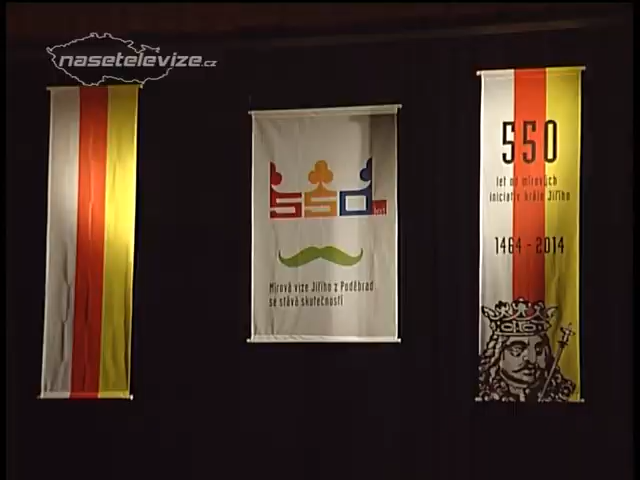 nasetelevize.cz
550 let
Mírová vize Jiřího z Poděbrad
se stává skutečností
550
let od mírových
iniciativ krále Jiřího
1464 - 2014